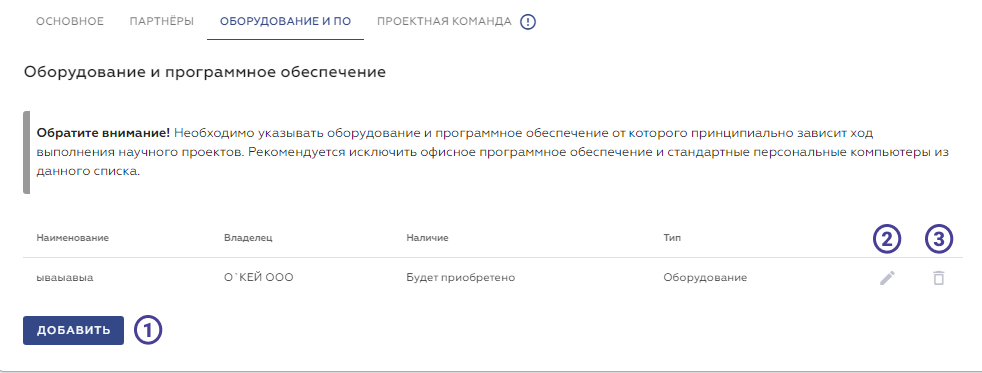 ОСНОВНОЕ ПАРТНЁРЫ ОБОРУДОВАНИЕ И ПО ПРОЕКТНАЯ КОМАНДА !
Оборудование и программное обеспечение
Обратите внимание! Необходимо указывать оборудование и программное обеспечение от которого принципиально зависит ход
выполнения научного проектов. Рекомендуется исключить офисное программное обеспечение и стандартные персональные компьютеры из
данного списка.
Наименование Владелец Наличие Тип 2 3
ываыавыа О`КЕЙ ООО Будет приобретено Оборудование
ДОБАВИТЬ 1